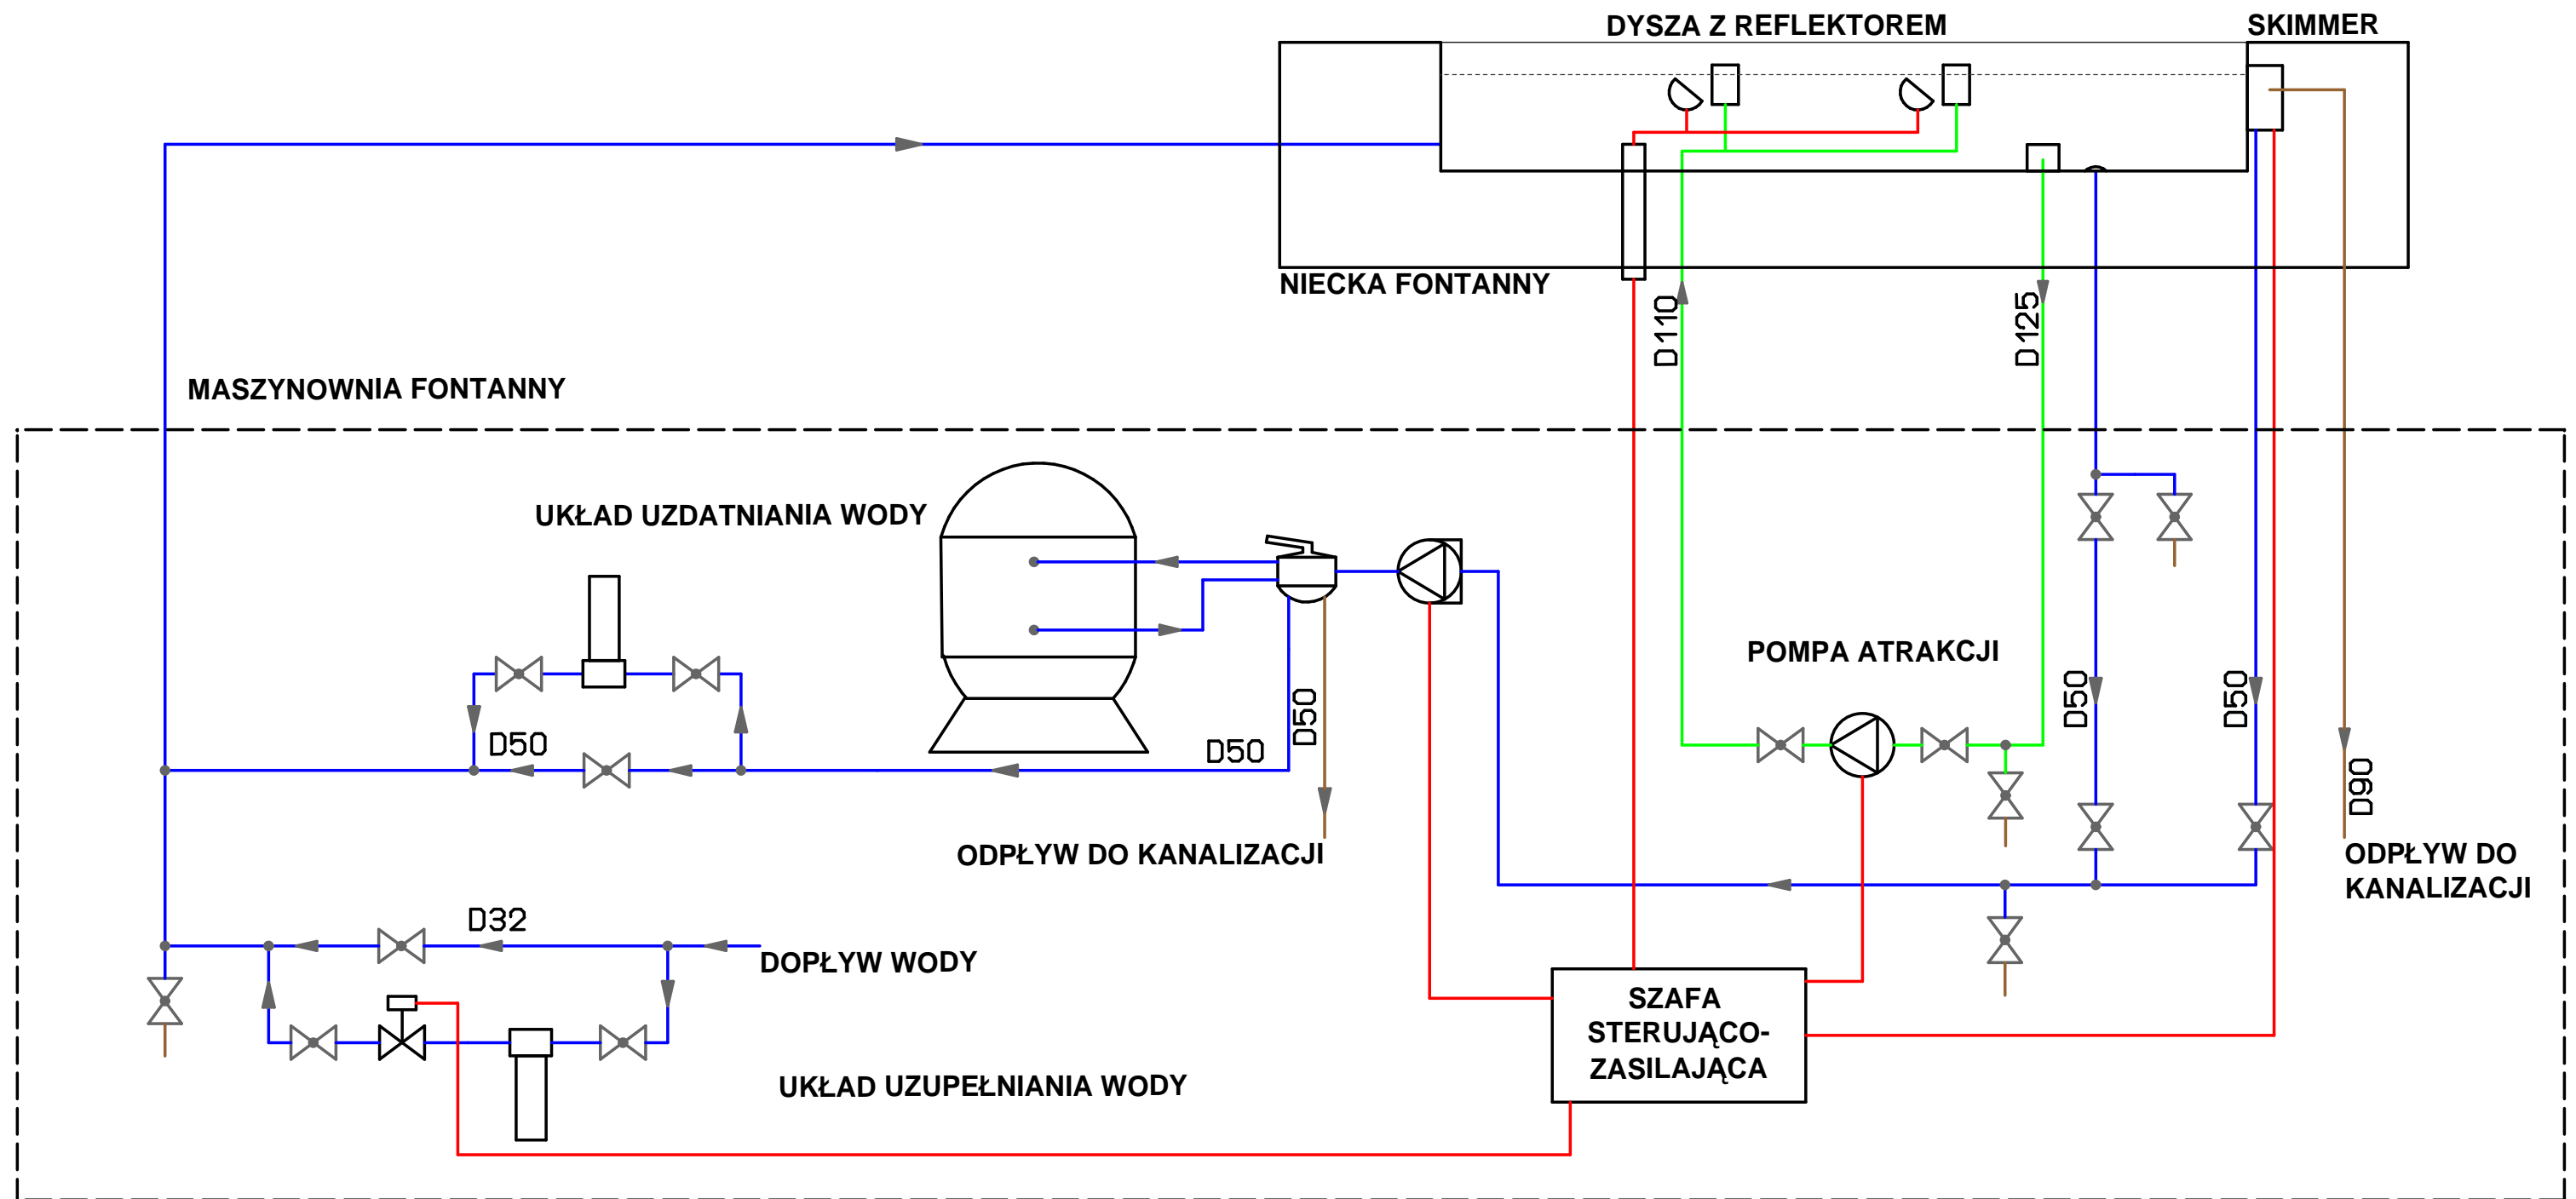 DYSZA Z REFLEKTOREM
SKIMMER
NIECKA FONTANNY
D110
D125
MASZYNOWNIA FONTANNY
UKŁAD UZDATNIANIA WODY
POMPA ATRAKCJI
D50
D50
D50
D50
D50
D90
ODPŁYW DO KANALIZACJI
ODPŁYW DO
KANALIZACJI
D32
DOPŁYW WODY
SZAFA
STERUJĄCO-
ZASILAJĄCA
UKŁAD UZUPEŁNIANIA WODY